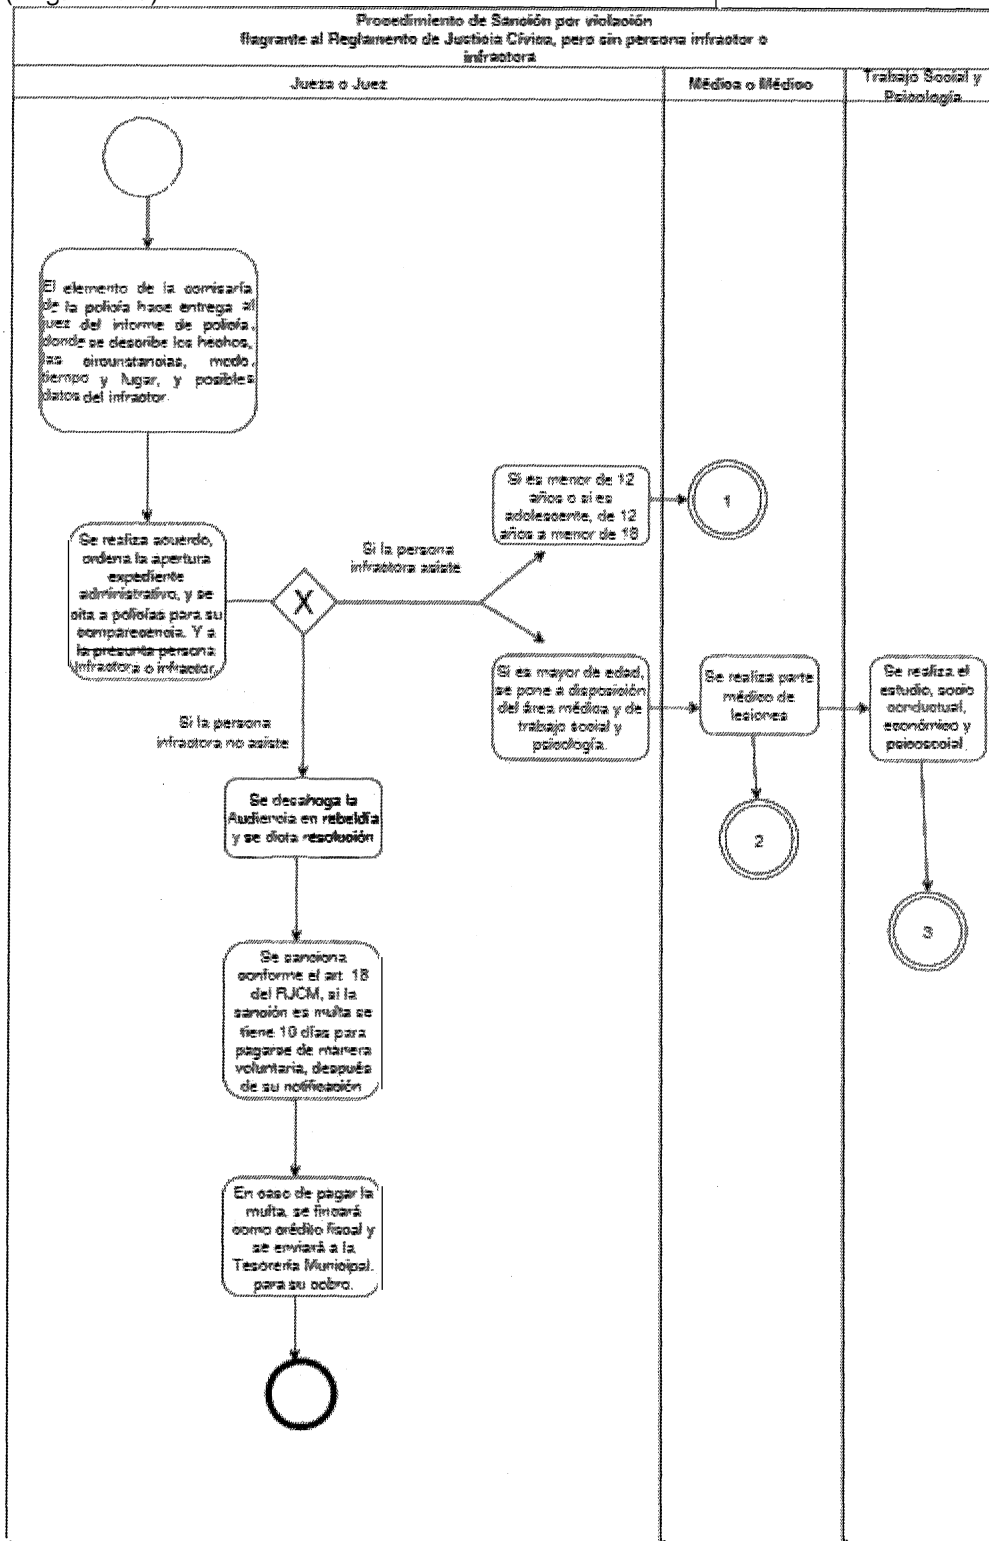 Procedimiento de Sanción por violación
flagrante al Reglamento de Justicia Cívica, pero sin persona infractor o
infractora
Jueza o Juez
Médica o Médico
Trabajo Social y
Psicología
El elemento de la comisaría
de la policía hace entrega al
juez del informe de policía,
donde se describe los hechos,
las circunstancias, modo,
tiempo y lugar, y posibles
datos del infractor.
Se realiza acuerdo,
ordena la apertura
expediente
administrativo, y se
cita a policías para su
comparecencia. Y a
la presunta persona
infractora o infractor,
X
Si la persona
infractora asiste
Si es menor de 12
años o si es
adolescente, de 12
años a menor de 18
1
Si es mayor de edad,
se pone a disposición
del área médica y de
trabajo social y
psicología.
Se realiza parte
médico de
lesiones
Se realiza el
estudio, socio
conductual,
económico y
psicosocial.
2
3
Si la persona
infractora no asiste
Se desahoga la
Audiencia en rebeldía
y se dicta resolución
Se sanciona
conforme el art. 18
del RJCM, si la
sanción es multa se
tiene 10 días para
pagarse de manera
voluntaria, después
de su notificación
En caso de pagar la
multa, se fincará
como crédito fiscal y
se enviará a la
Tesorería Municipal.
para su cobro.